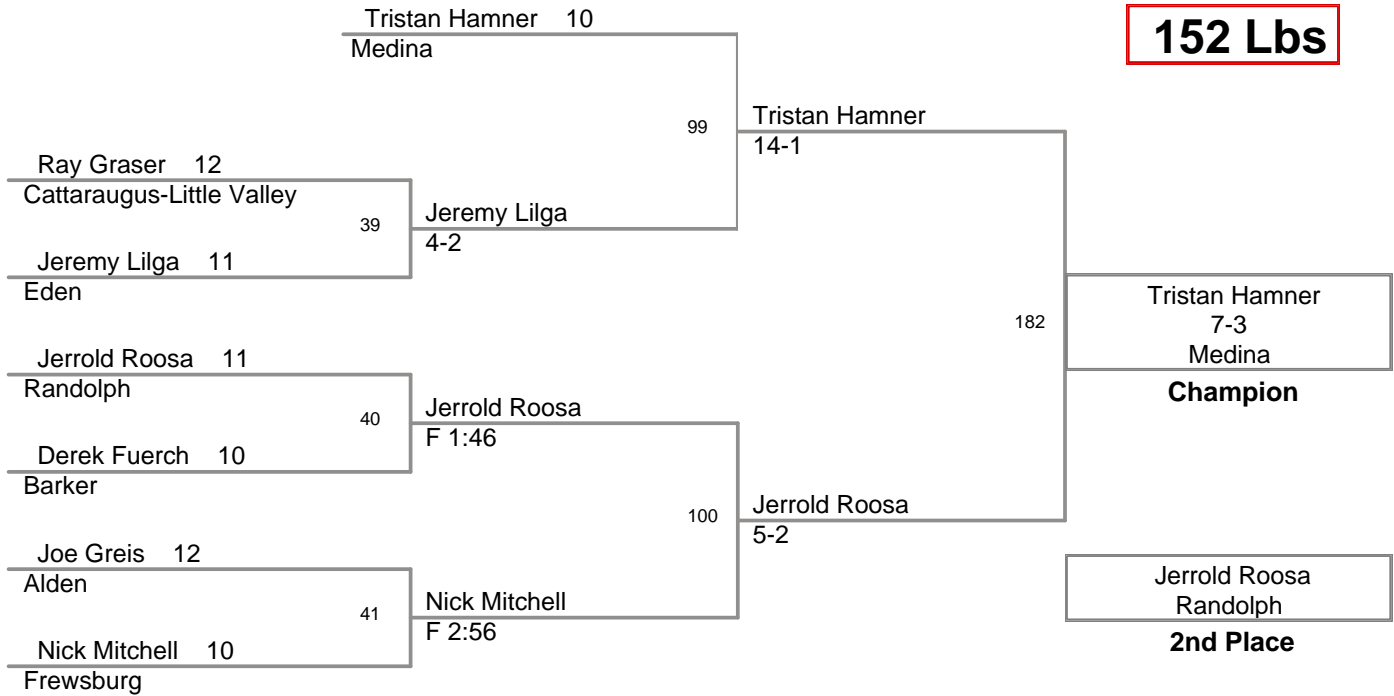 Tristan Hamner 10
Medina
152 Lbs
99
Tristan Hamner
14-1
Ray Graser 12
Cattaraugus-Little Valley
39
Jeremy Lilga
4-2
Jeremy Lilga 11
Eden
182
Tristan Hamner
7-3
Medina
Champion
Jerrold Roosa 11
Randolph
40
Jerrold Roosa
F 1:46
Derek Fuerch 10
Barker
100
Jerrold Roosa
5-2
Joe Greis 12
Alden
41
Nick Mitchell
F 2:56
Nick Mitchell 10
Frewsburg
Jerrold Roosa
Randolph
2nd Place